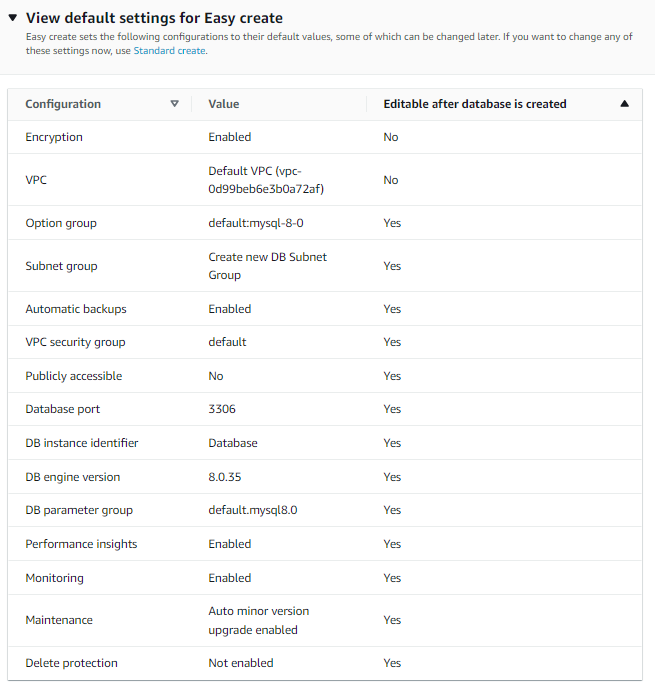 View default settings for Easy create
Easy create sets the following configurations to their default values, some of which can be changed later. If you want to change any of
these settings now, use Standard create.
Configuration Value Editable after database is created
Encryption Enabled No
VPC Default VPC (vpc-
0d99beb6e3b0a72af) No
Option group default:mysql-8-0 Yes
Subnet group Create new DB Subnet
Group Yes
Automatic backups Enabled Yes
VPC security group default Yes
Publicly accessible No Yes
Database port 3306 Yes
DB instance identifier Database Yes
DB engine version 8.0.35 Yes
DB parameter group default.mysql8.0 Yes
Performance insights Enabled Yes
Monitoring Enabled Yes
Maintenance Auto minor version
upgrade enabled Yes
Delete protection Not enabled Yes